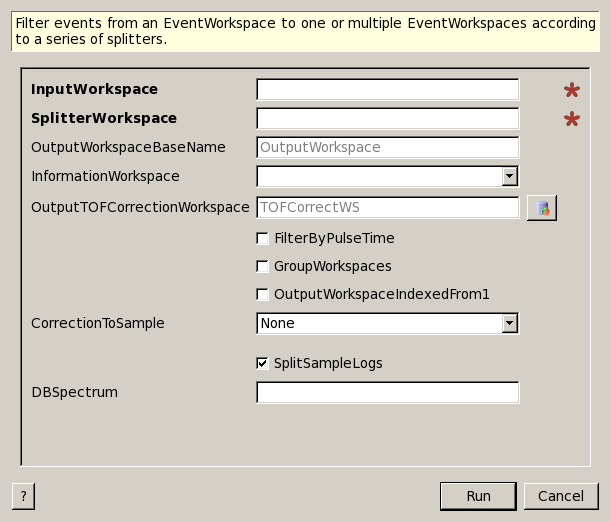 Filter events from an EventWorkspace to one or multiple EventWorkspaces according
to a series of splitters.
InputWorkspace
SplitterWorkspace
OutputWorkspaceBaseName OutputWorkspace
InformationWorkspace
OutputTOFCorrectionWorkspace TOFCorrectWS
FilterByPulseTime
GroupWorkspaces
OutputWorkspaceIndexedFrom1
CorrectionToSample None
SplitSampleLogs
DBSpectrum
? Run Cancel